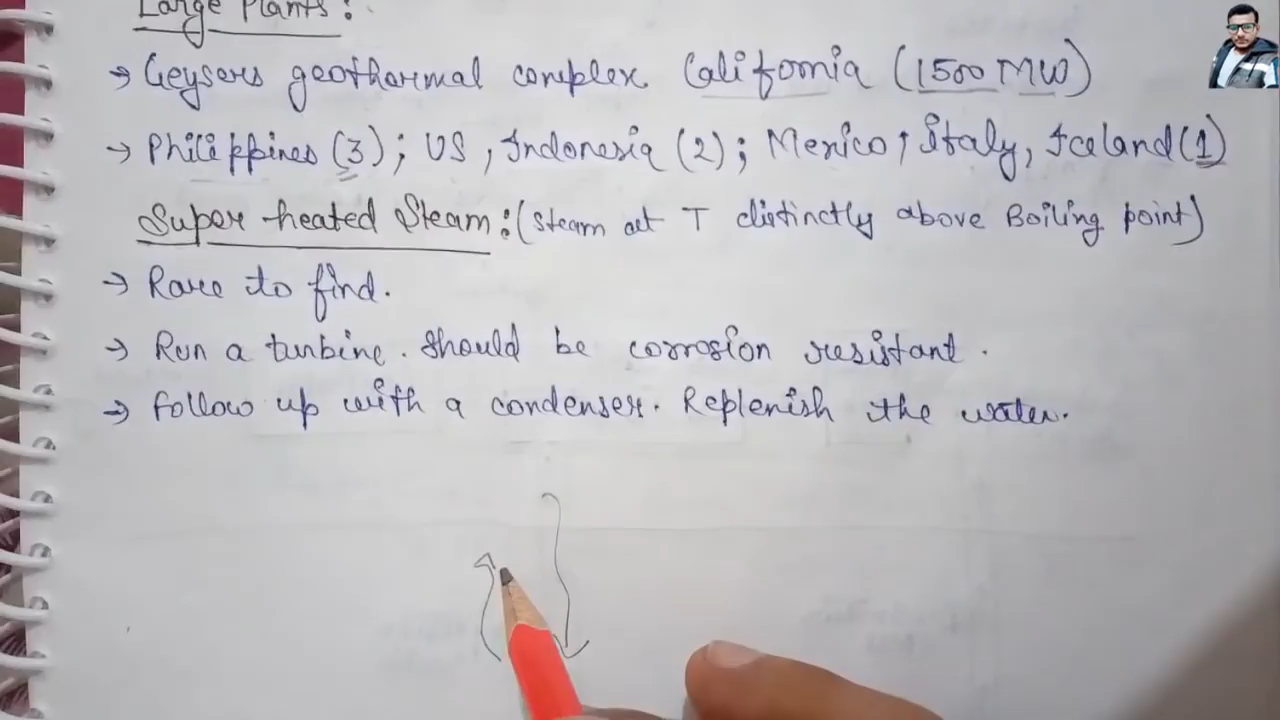 Large Plants:
→ Geysers geothermal complex California (1500 MW)
→ Philippines (3); US, Indonesia (2); Mexico, Italy, Iceland (1)
Super heated Steam: (Steam at T distinctly above Boiling point)
→ Rare to find.
→ Run a turbine. Should be corrosion resistant.
→ Follow up with a condenser. Replenish the water.